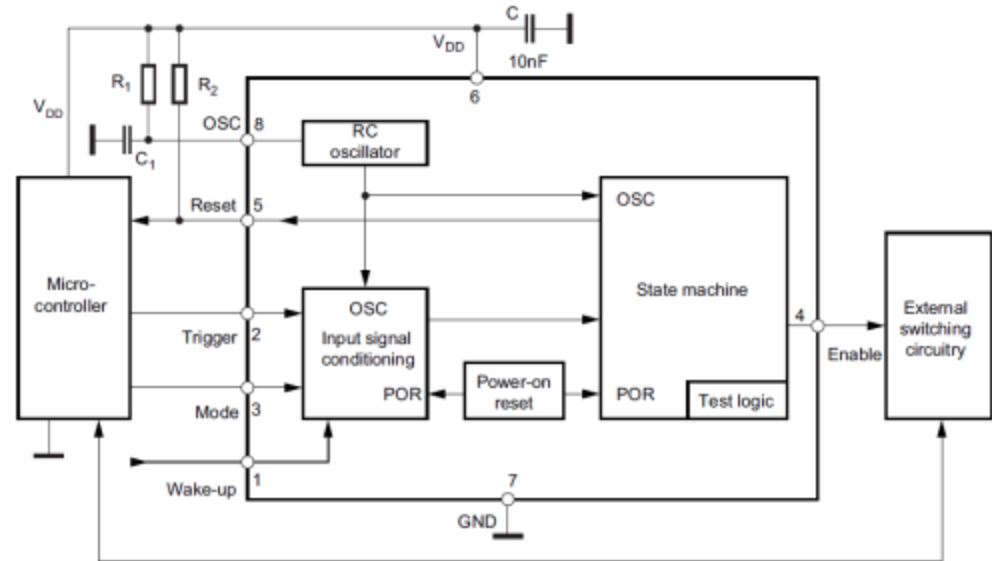 C
V_DD
10nF
6
R₁
R₂
V_DD
OSC
8
C₁
RC
oscillator
Reset
5
OSC
Micro-
controller
OSC
Input signal
conditioning
POR
State machine
4
Enable
External
switching
circuitry
Trigger
2
Power-on
reset
POR
Test logic
Mode
3
Wake-up
1
7
GND